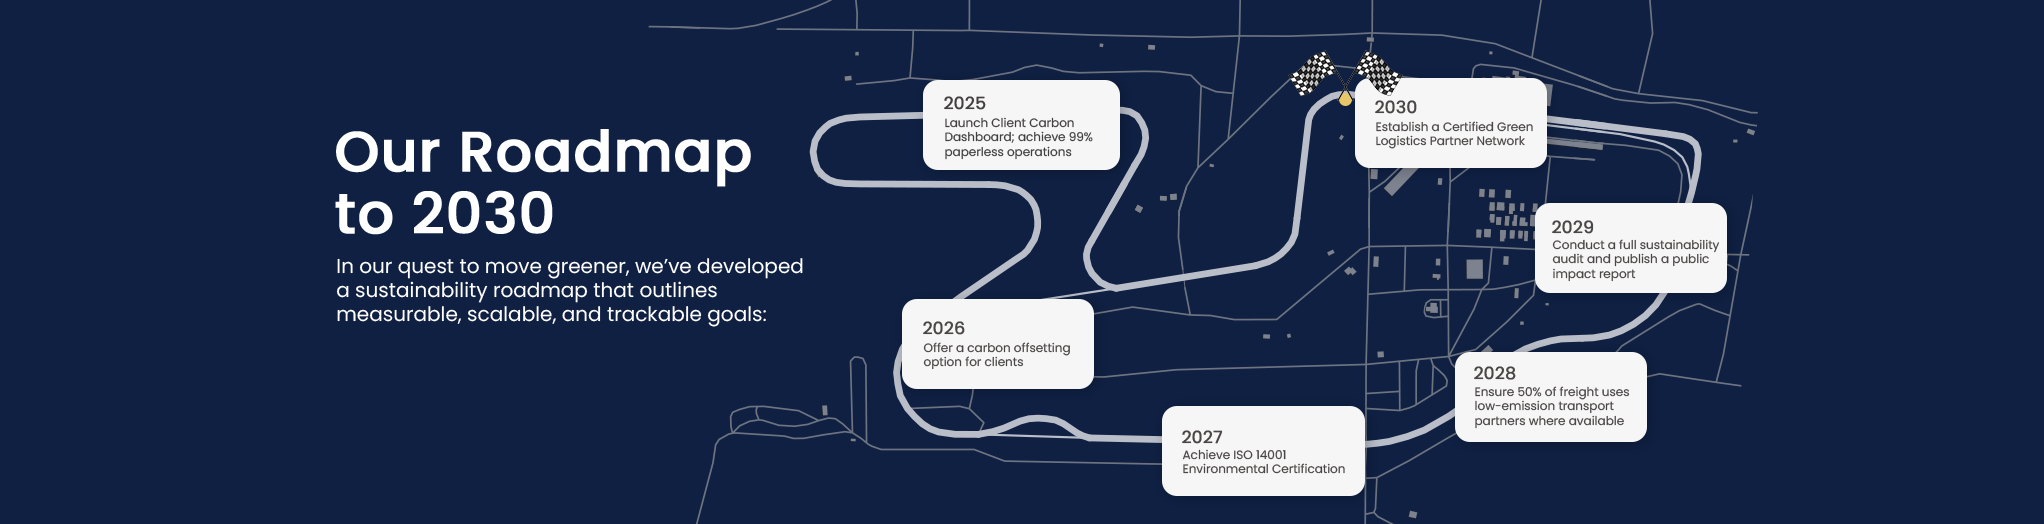 Our Roadmap
to 2030
In our quest to move greener, we've developed
a sustainability roadmap that outlines
measurable, scalable, and trackable goals:
2025
Launch Client Carbon
Dashboard; achieve 99%
paperless operations
2026
Offer a carbon offsetting
option for clients
2027
Achieve ISO 14001
Environmental Certification
2028
Ensure 50% of freight uses
low-emission transport
partners where available
2029
Conduct a full sustainability
audit and publish a public
impact report
2030
Establish a Certified Green
Logistics Partner Network